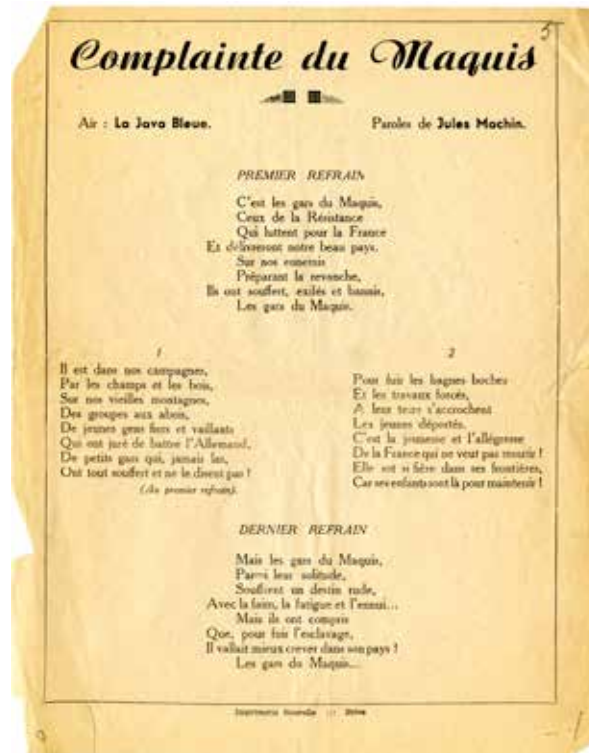 5
Complainte du Maquis
Air : La Java Bleue.
Paroles de Jules Machin.
PREMIER REFRAIN
C'est les gars du Maquis,
Ceux de la Résistance
Qui luttent pour la France
Et délivreront notre beau pays.
Sur nos ennemis
Préparant la revanche,
Ils ont souffert, exilés et bannis,
Les gars du Maquis.
1
Il est dans nos campagnes,
Par les champs et les bois,
Sur nos vieilles montagnes,
Des groupes aux abois,
De jeunes gens fiers et vaillants
Qui ont juré de battre l'Allemand,
De petits gars qui, jamais las,
Ont tout souffert et ne le disent pas !
(Au premier refrain).
2
Pour fuir les bagnes boches
Et les travaux forcés,
A leur terre s'accrochent
Les jeunes déportés.
C'est la jeunesse et l'allégresse
De la France qui ne veut pas mourir !
Elle est si fière dans ses frontières,
Car ses enfants sont là pour maintenir !
DERNIER REFRAIN
Mais les gars du Maquis,
Parmi leur solitude,
Souffrent un destin rude,
Avec la faim, la fatigue et l'ennui...
Mais ils ont compris
Que, pour fuir l'esclavage,
Il vallait mieux crever dans son pays !
Les gars du Maquis...
Imprimerie Nouvelle